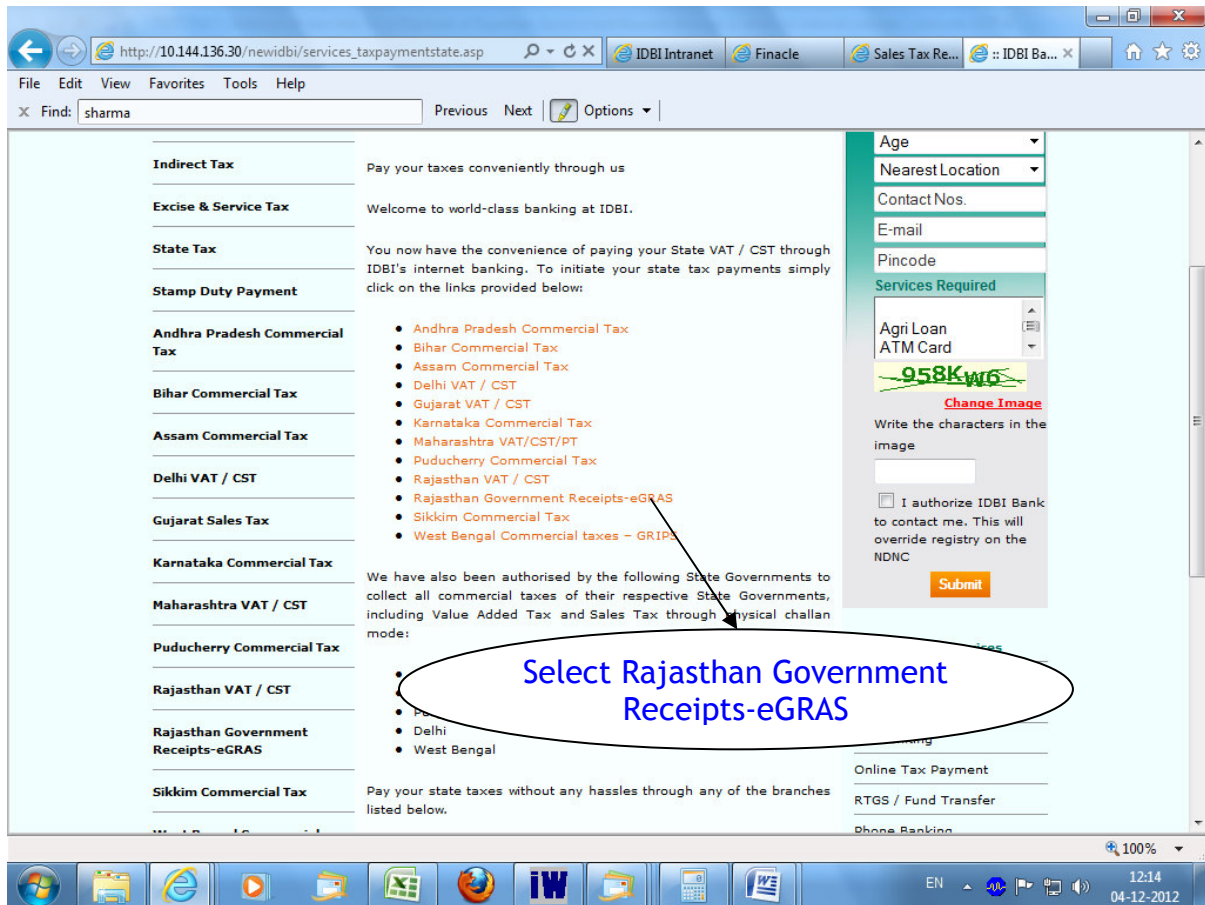 http://10.144.136.30/newidbi/services_taxpaymentstate.asp
IDBI Intranet
Finacle
Sales Tax Re...
:: IDBI Ba...
File Edit View Favorites Tools Help
x Find: sharma Previous Next Options
Indirect Tax
Excise & Service Tax
State Tax
Stamp Duty Payment
Andhra Pradesh Commercial
Tax
Bihar Commercial Tax
Assam Commercial Tax
Delhi VAT / CST
Gujarat Sales Tax
Karnataka Commercial Tax
Maharashtra VAT / CST
Puducherry Commercial Tax
Rajasthan VAT / CST
Rajasthan Government
Receipts-eGRAS
Sikkim Commercial Tax
Pay your taxes conveniently through us
Welcome to world-class banking at IDBI.
You now have the convenience of paying your State VAT / CST through
IDBI's internet banking. To initiate your state tax payments simply
click on the links provided below:
Andhra Pradesh Commercial Tax
Bihar Commercial Tax
Assam Commercial Tax
Delhi VAT / CST
Gujarat VAT / CST
Karnataka Commercial Tax
Maharashtra VAT/CST/PT
Puducherry Commercial Tax
Rajasthan VAT / CST
Rajasthan Government Receipts-eGRAS
Sikkim Commercial Tax
West Bengal Commercial taxes – GRIPS
We have also been authorised by the following State Governments to
collect all commercial taxes of their respective State Governments,
including Value Added Tax and Sales Tax through physical challan
mode:
Delhi
West Bengal
Pay your state taxes without any hassles through any of the branches
listed below.
Age
Nearest Location
Contact Nos.
E-mail
Pincode
Services Required
Agri Loan
ATM Card
958Kw6
Change Image
Write the characters in the
image
I authorize IDBI Bank
to contact me. This will
override registry on the
NDNC
Submit
Online Tax Payment
RTGS / Fund Transfer
Phone Banking
Select Rajasthan Government
Receipts-eGRAS
100%
EN
12:14
04-12-2012